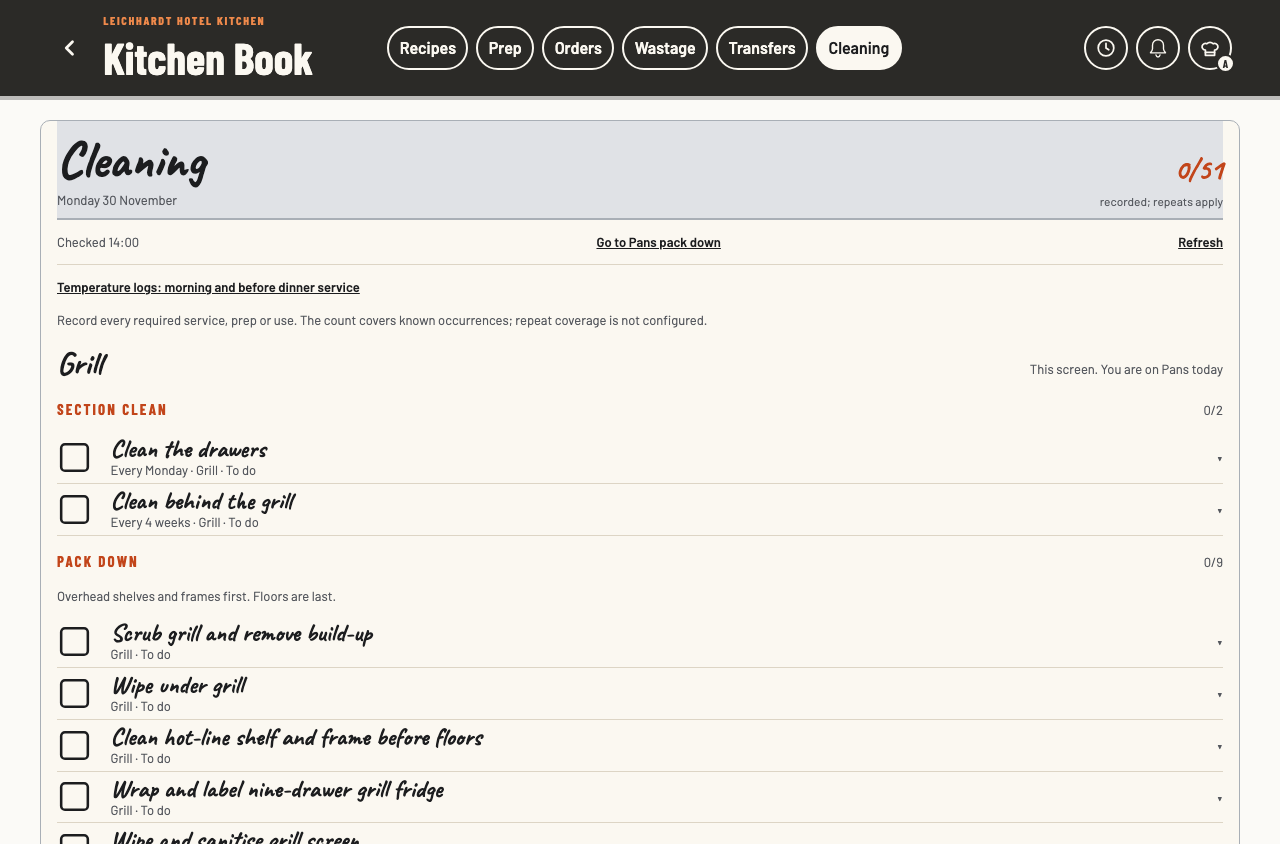 LEICHHARDT HOTEL KITCHEN
Kitchen Book
Recipes Prep Orders Wastage Transfers Cleaning
A
Cleaning
0/51
Monday 30 November
recorded; repeats apply
Checked 14:00
Go to Pans pack down
Refresh
Temperature logs: morning and before dinner service
Record every required service, prep or use. The count covers known occurrences; repeat coverage is not configured.
Grill
This screen. You are on Pans today
SECTION CLEAN
0/2
Clean the drawers
Every Monday · Grill · To do
Clean behind the grill
Every 4 weeks · Grill · To do
PACK DOWN
0/9
Overhead shelves and frames first. Floors are last.
Scrub grill and remove build-up
Grill · To do
Wipe under grill
Grill · To do
Clean hot-line shelf and frame before floors
Grill · To do
Wrap and label nine-drawer grill fridge
Grill · To do
Wipe and sanitise grill screen